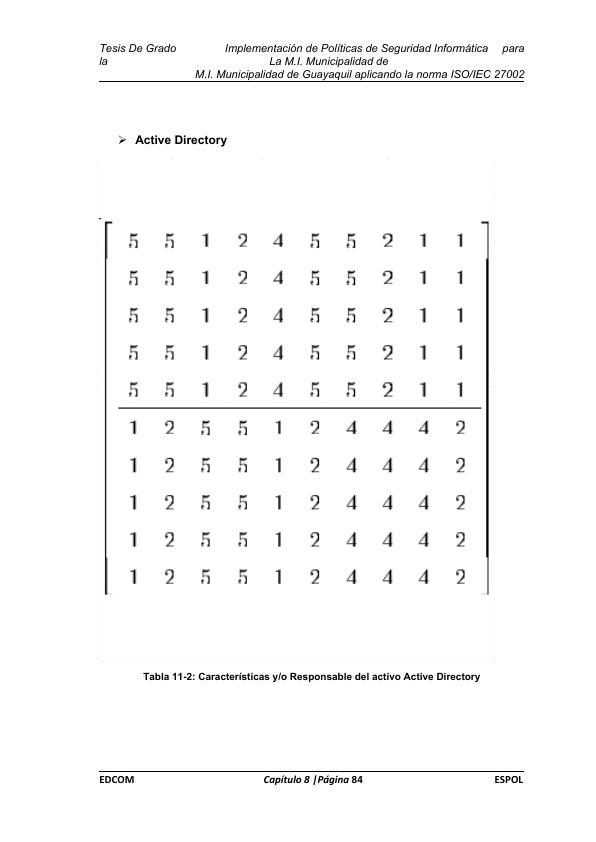 Tesis De Grado Implementación de Políticas de Seguridad Informática para
la La M.I. Municipalidad de
M.I. Municipalidad de Guayaquil aplicando la norma ISO/IEC 27002
➢ Active Directory
5 5 1 2 4 5 5 2 1 1
5 5 1 2 4 5 5 2 1 1
5 5 1 2 4 5 5 2 1 1
5 5 1 2 4 5 5 2 1 1
5 5 1 2 4 5 5 2 1 1
1 2 5 5 1 2 4 4 4 2
1 2 5 5 1 2 4 4 4 2
1 2 5 5 1 2 4 4 4 2
1 2 5 5 1 2 4 4 4 2
1 2 5 5 1 2 4 4 4 2
Tabla 11-2: Características y/o Responsable del activo Active Directory
EDCOM Capítulo 8 |Página 84 ESPOL